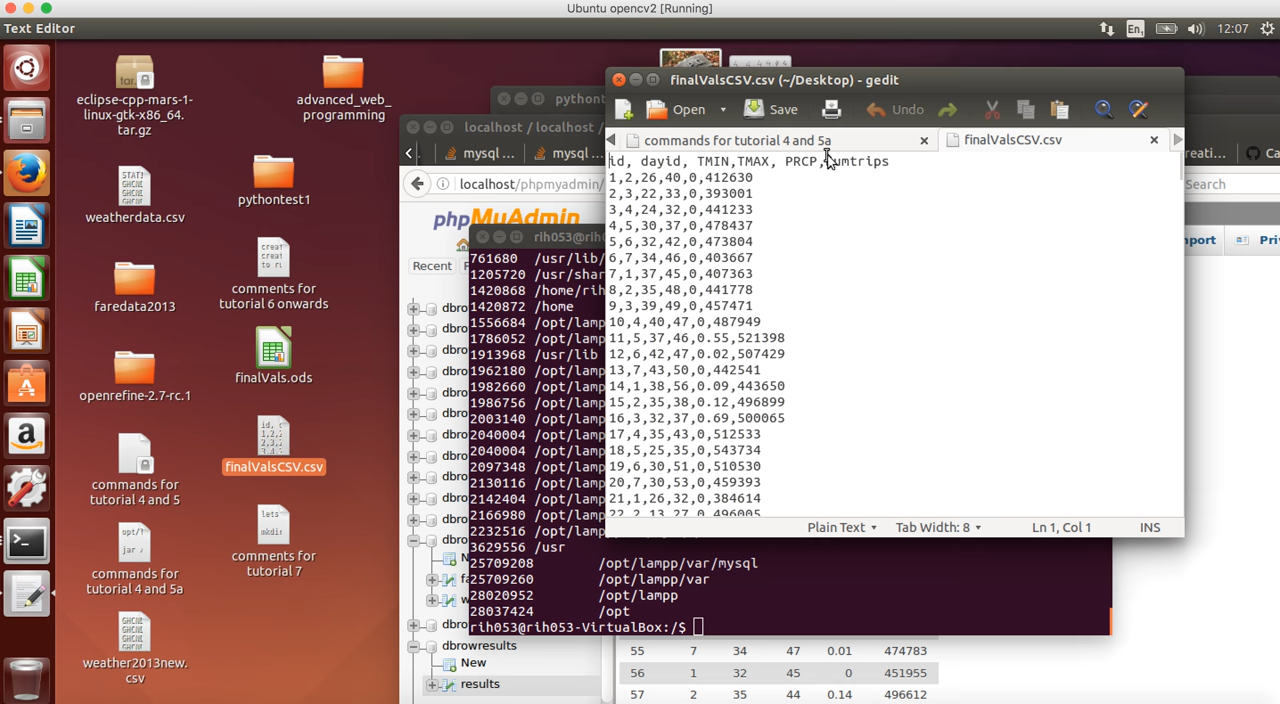 Ubuntu opencv2 [Running]
Text Editor
En₁
12:07
eclipse-cpp-mars-1-
linux-gtk-x86_64.
tar.gz
advanced_web_
programming
weatherdata.csv
pythontest1
faredata2013
comments for
tutorial 6 onwards
openrefine-2.7-rc.1
finalVals.ods
commands for
tutorial 4 and 5
finalValsCSV.csv
commands for
tutorial 4 and 5a
comments for
tutorial 7
weather2013new.
csv
python
localhost / localhost /
mysql ...
mysql ...
localhost/phpmyadmin/
Search
phpMyAdmin
Recent
dbrowresults
New
results
rih053@rih0
761680 /usr/lib/
1205720 /usr/shar
1420868 /home/rih
1420872 /home
1556684 /opt/lamp
1786052 /opt/lamp
1913968 /usr/lib
1962180 /opt/lamp
1982660 /opt/lamp
1986756 /opt/lamp
2003140 /opt/lamp
2040004 /opt/lamp
2040004 /opt/lamp
2097348 /opt/lamp
2130116 /opt/lamp
2142404 /opt/lamp
2166980 /opt/lamp
2232516 /opt/lamp
3629556 /usr
25709208 /opt/lampp/var/mysql
25709260 /opt/lampp/var
28020952 /opt/lampp
28037424 /opt
rih053@rih053-VirtualBox:/$
finalValsCSV.csv (~/Desktop) - gedit
Open
Save
Undo
commands for tutorial 4 and 5a
finalValsCSV.csv
id, dayid, TMIN,TMAX, PRCP, umtrips
1,2,26,40,0,412630
2,3,22,33,0,393001
3,4,24,32,0,441233
4,5,30,37,0,478437
5,6,32,42,0,473804
6,7,34,46,0,403667
7,1,37,45,0,407363
8,2,35,48,0,441778
9,3,39,49,0,457471
10,4,40,47,0,487949
11,5,37,46,0.55,521398
12,6,42,47,0.02,507429
13,7,43,50,0,442541
14,1,38,56,0.09,443650
15,2,35,38,0.12,496899
16,3,32,37,0.69,500065
17,4,35,43,0,512533
18,5,25,35,0,543734
19,6,30,51,0,510530
20,7,30,53,0,459393
21,1,26,32,0,384614
22,2,13,27,0,496005
Plain Text
Tab Width: 8
Ln 1, Col 1
INS
55 7 34 47 0.01 474783
56 1 32 45 0 451955
57 2 35 44 0.14 496612